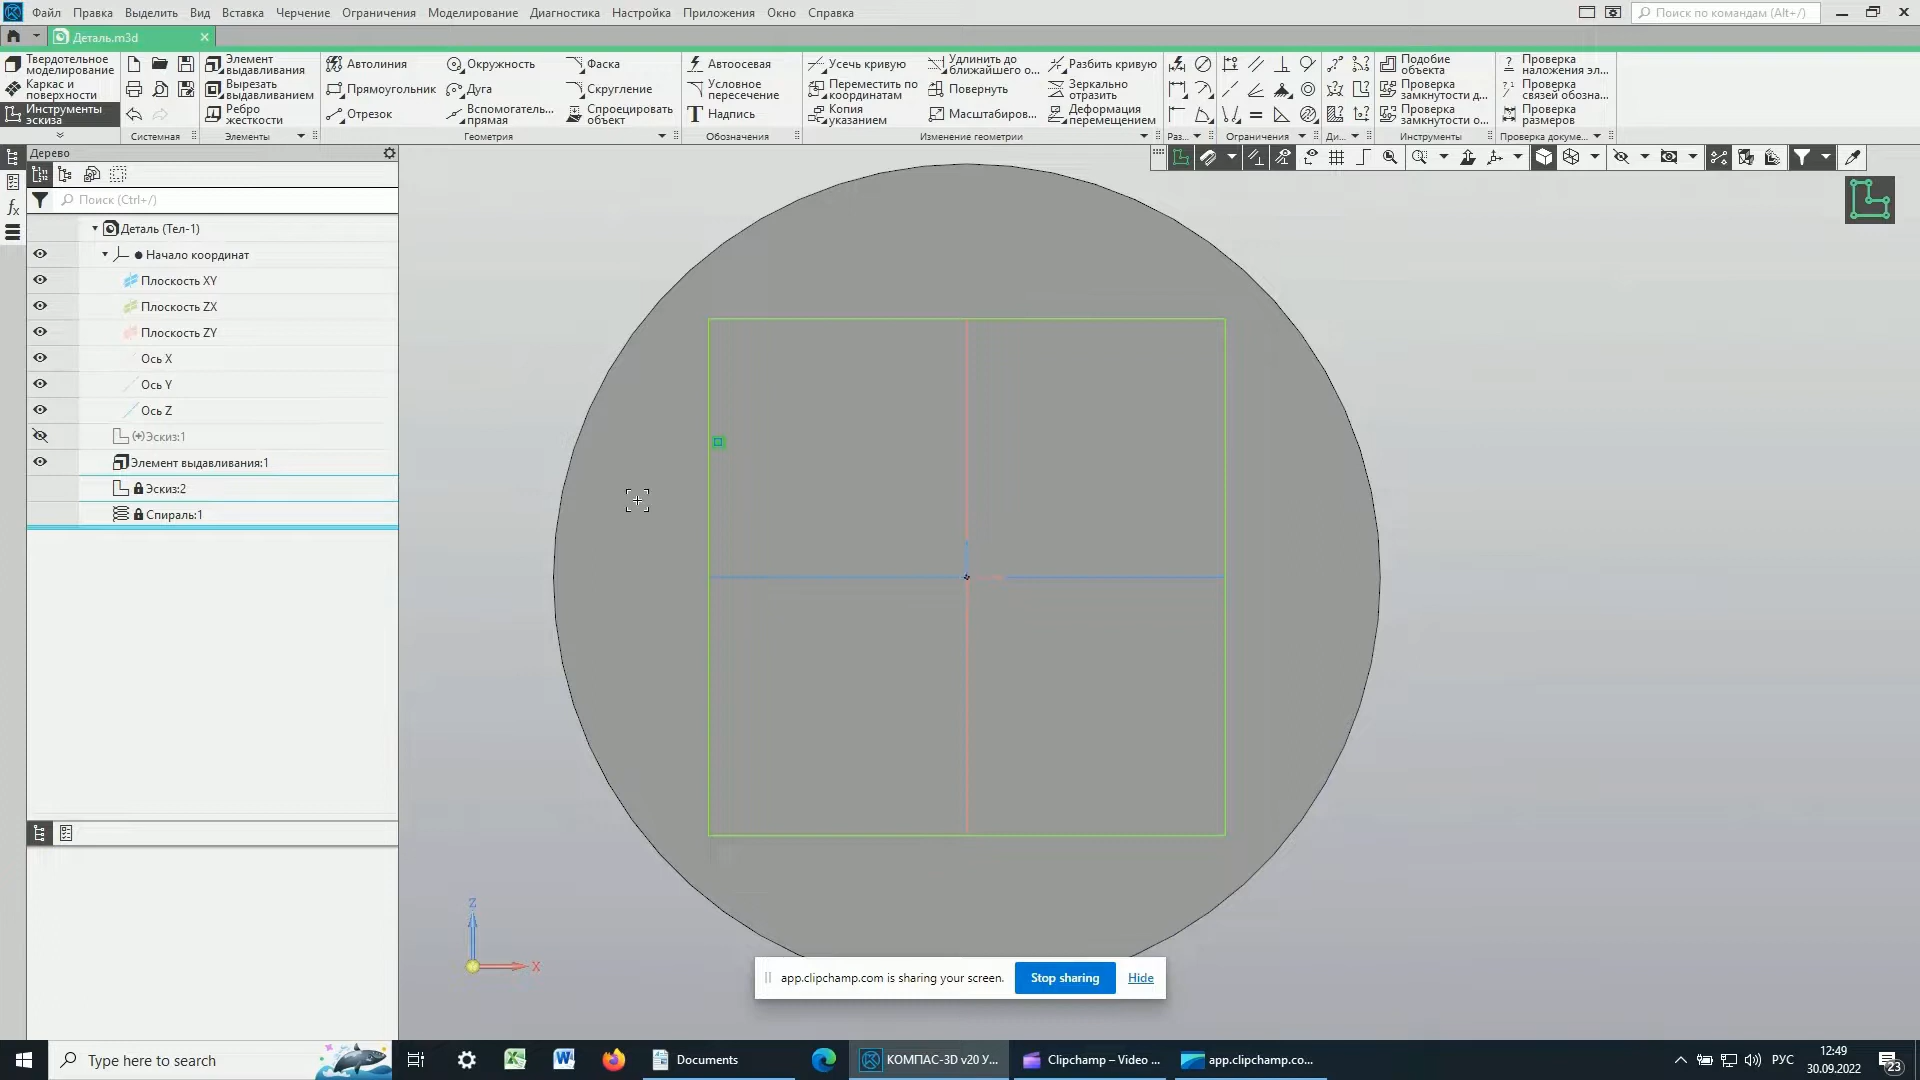 Файл Правка Выделить Вид Вставка Черчение Ограничения Моделирование Диагностика Настройка Приложения Окно Справка
Поиск по командам (Alt+/)
Деталь.m3d
Твердотельное моделирование
Каркас и поверхности
Инструменты эскиза
Системная
Элемент выдавливания
Вырезать выдавливанием
Ребро жесткости
Элементы
Автолиния
Прямоугольник
Отрезок
Окружность
Дуга
Вспомогатель... прямая
Фаска
Скругление
Спроецировать объект
Геометрия
Автоосевая
Условное пересечение
Надпись
Обозначения
Усечь кривую
Переместить по координатам
Копия указанием
Удлинить до ближайшего о...
Повернуть
Масштабиров...
Разбить кривую
Зеркально отразить
Деформация перемещением
Изменение геометрии
Раз...
Ограничения
Ди...
Подобие объекта
Проверка замкнутости д...
Проверка замкнутости о...
Инструменты
Проверка наложения эл...
Проверка связей обозна...
Проверка размеров
Проверка докуме...
Дерево
Поиск (Ctrl+/)
Деталь (Тел-1)
Начало координат
Плоскость XY
Плоскость ZX
Плоскость ZY
Ось X
Ось Y
Ось Z
(+)Эскиз:1
Элемент выдавливания:1
Эскиз:2
Спираль:1
Z
X
app.clipchamp.com is sharing your screen.
Stop sharing
Hide
Type here to search
Documents
КОМПАС-3D v20 У...
Clipchamp – Video ...
app.clipchamp.co...
РУС
12:49
30.09.2022
23